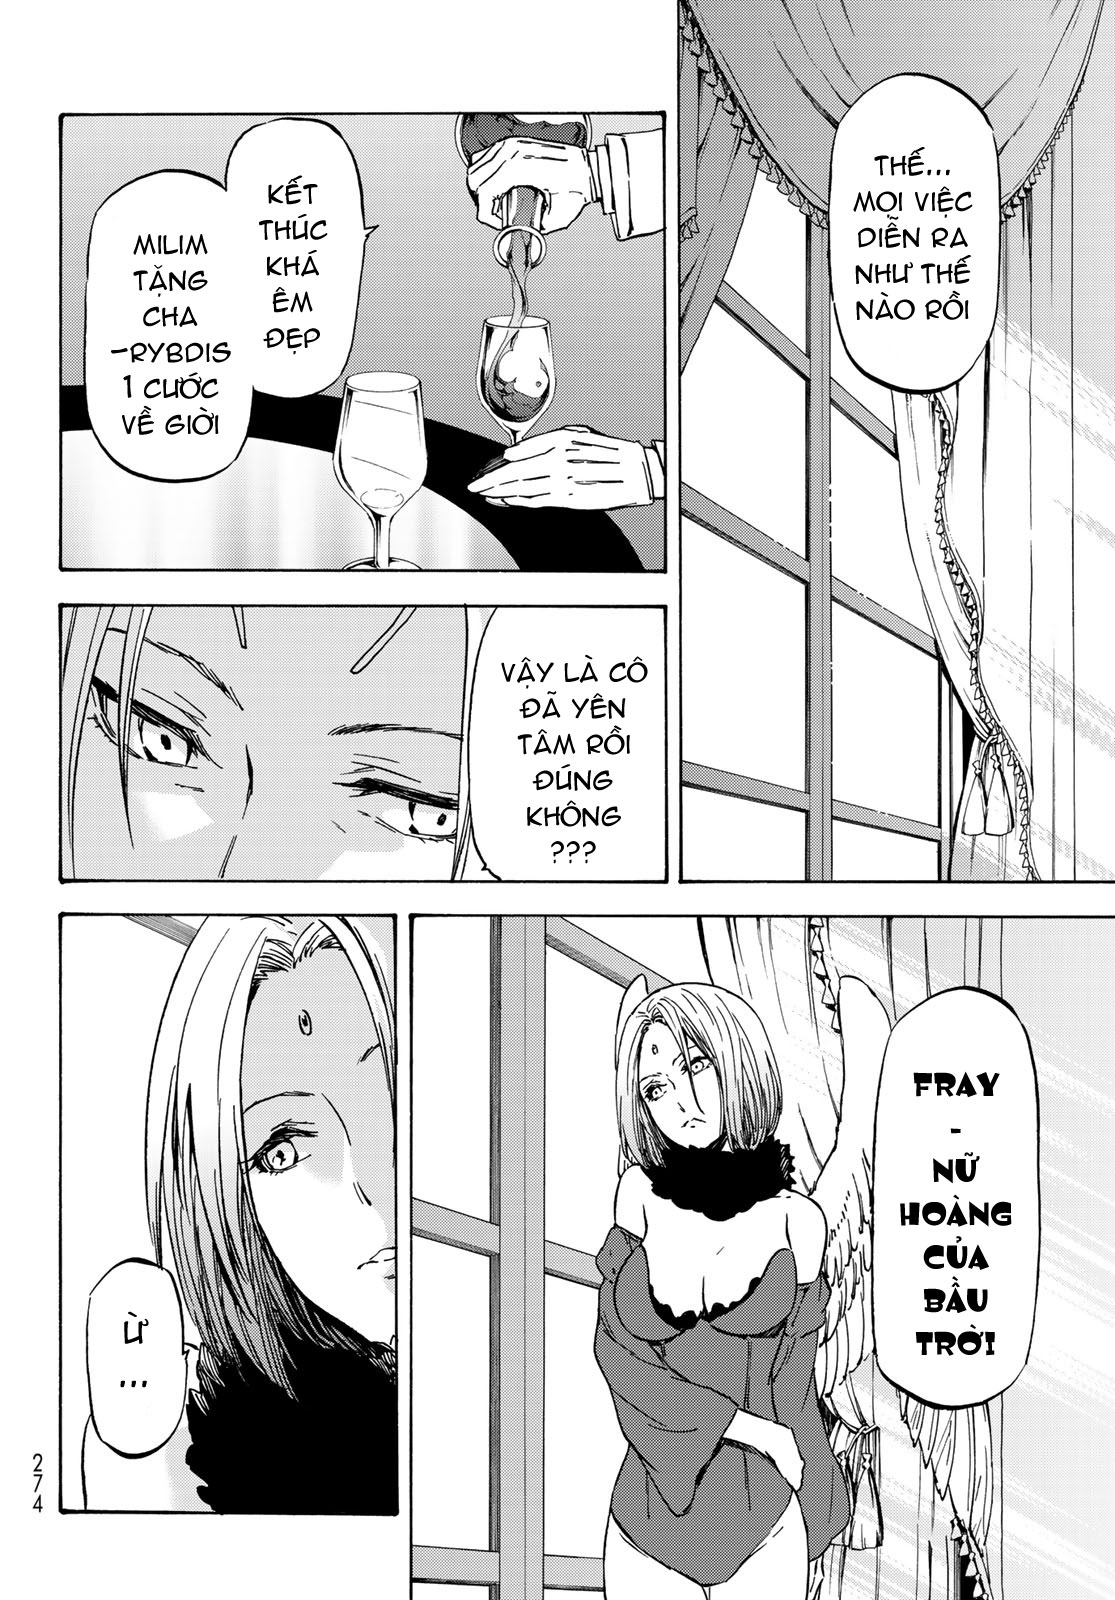 THẾ...
MỌI VIỆC
DIỄN RA
NHƯ THẾ
NÀO RỒI
KẾT
THÚC
KHÁ
ÊM
ĐẸP
MILIM
TẶNG
CHA
-RYBDIS
1 CƯỚC
VỀ GIỜI
VẬY LÀ CÔ
ĐÃ YÊN
TÂM RỒI
ĐÚNG
KHÔNG
???
FRAY
-
NỮ
HOÀNG
CỦA
BẦU
TRỜI
Ừ
...
274